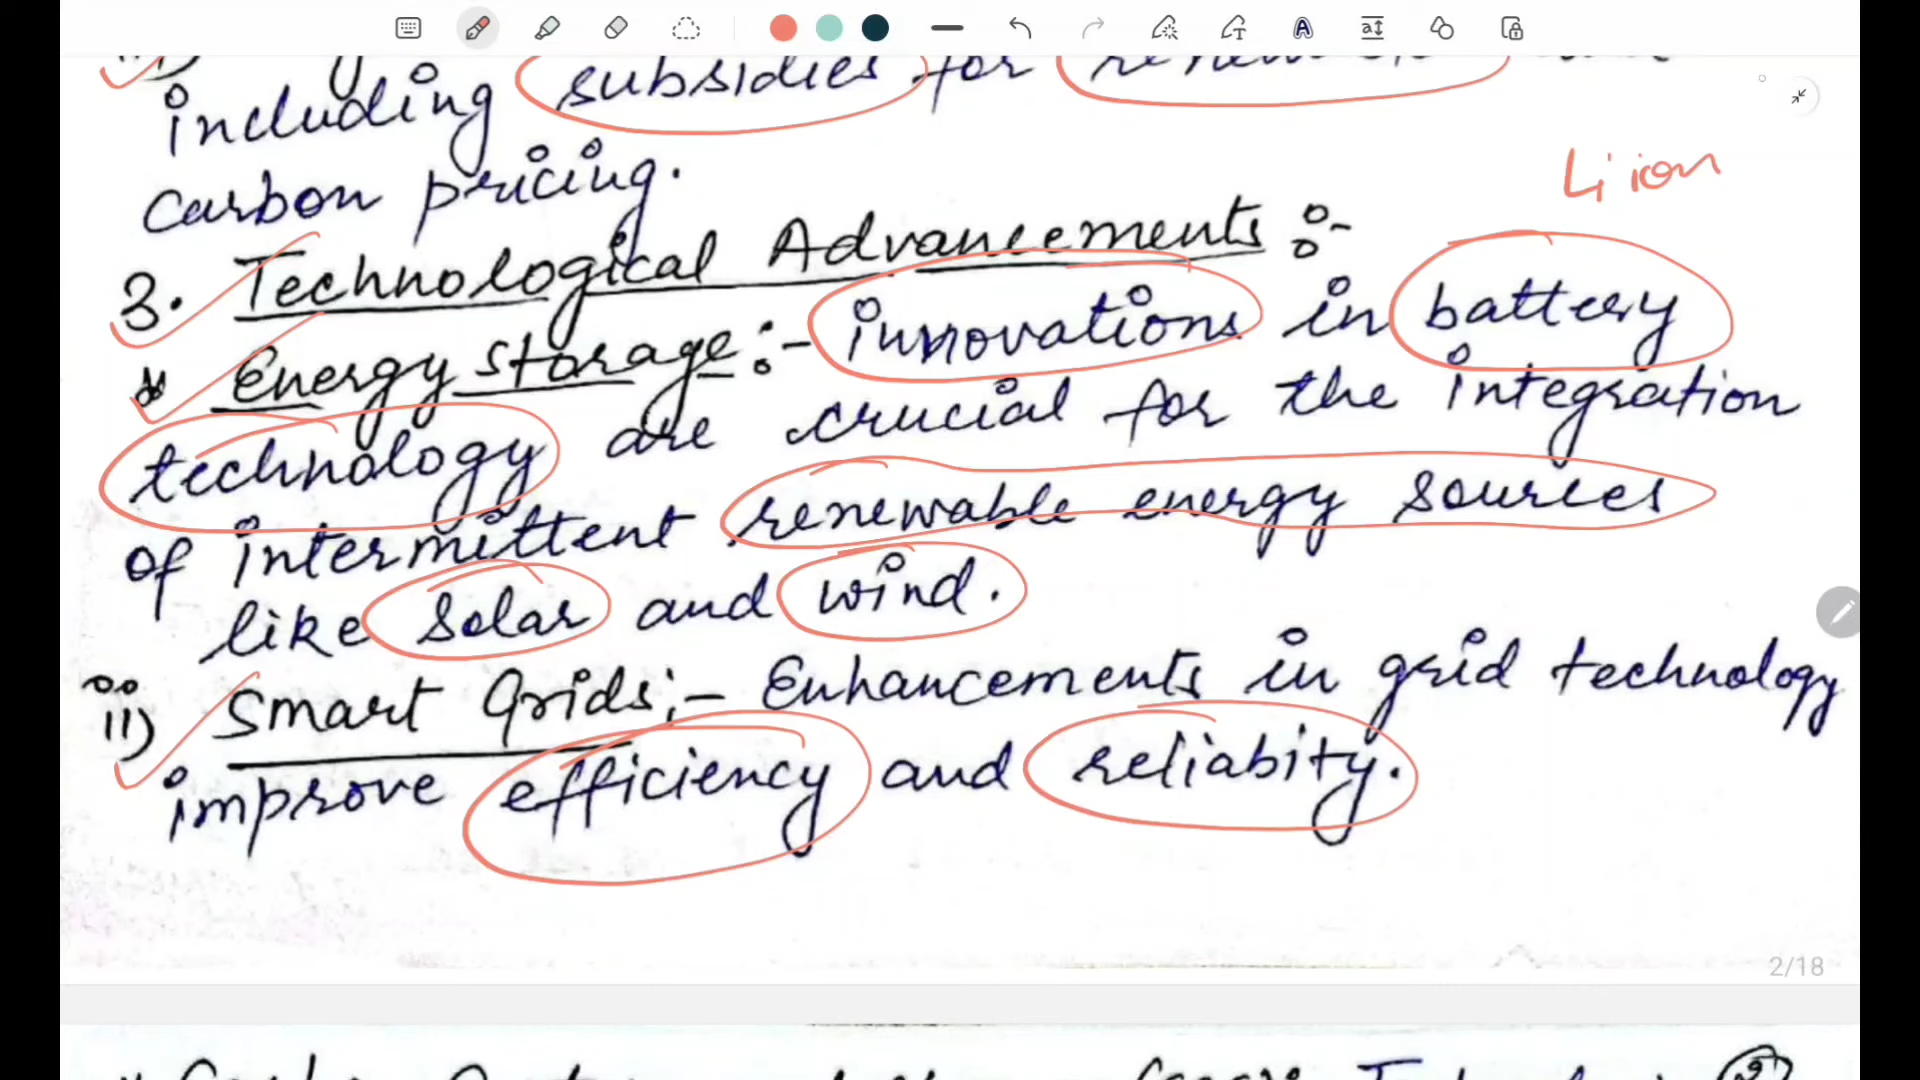 including subsidies for
carbon pricing.
Li ion
3. Technological Advancements :-
Energy storage :- innovations in battery
technology are crucial for the integration
of intermittent renewable energy sources
like solar and wind.
ii) Smart Grids :- Enhancements in grid technology
improve efficiency and reliabity.
2/18